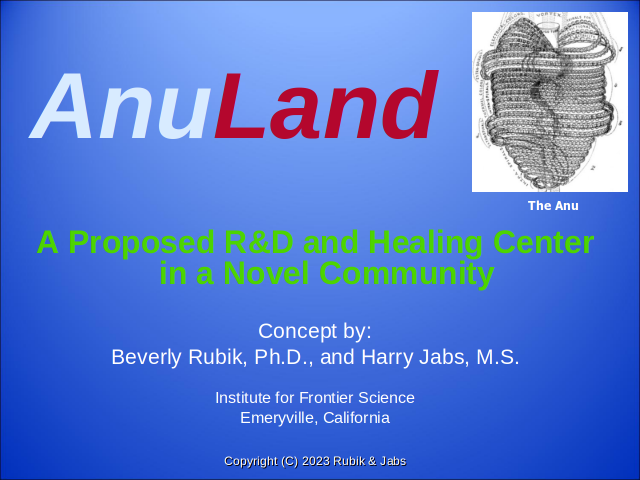 VORTEX
AnuLand
The Anu
A Proposed R&D and Healing Center
in a Novel Community
Concept by:
Beverly Rubik, Ph.D., and Harry Jabs, M.S.
Institute for Frontier Science
Emeryville, California
Copyright (C) 2023 Rubik & Jabs